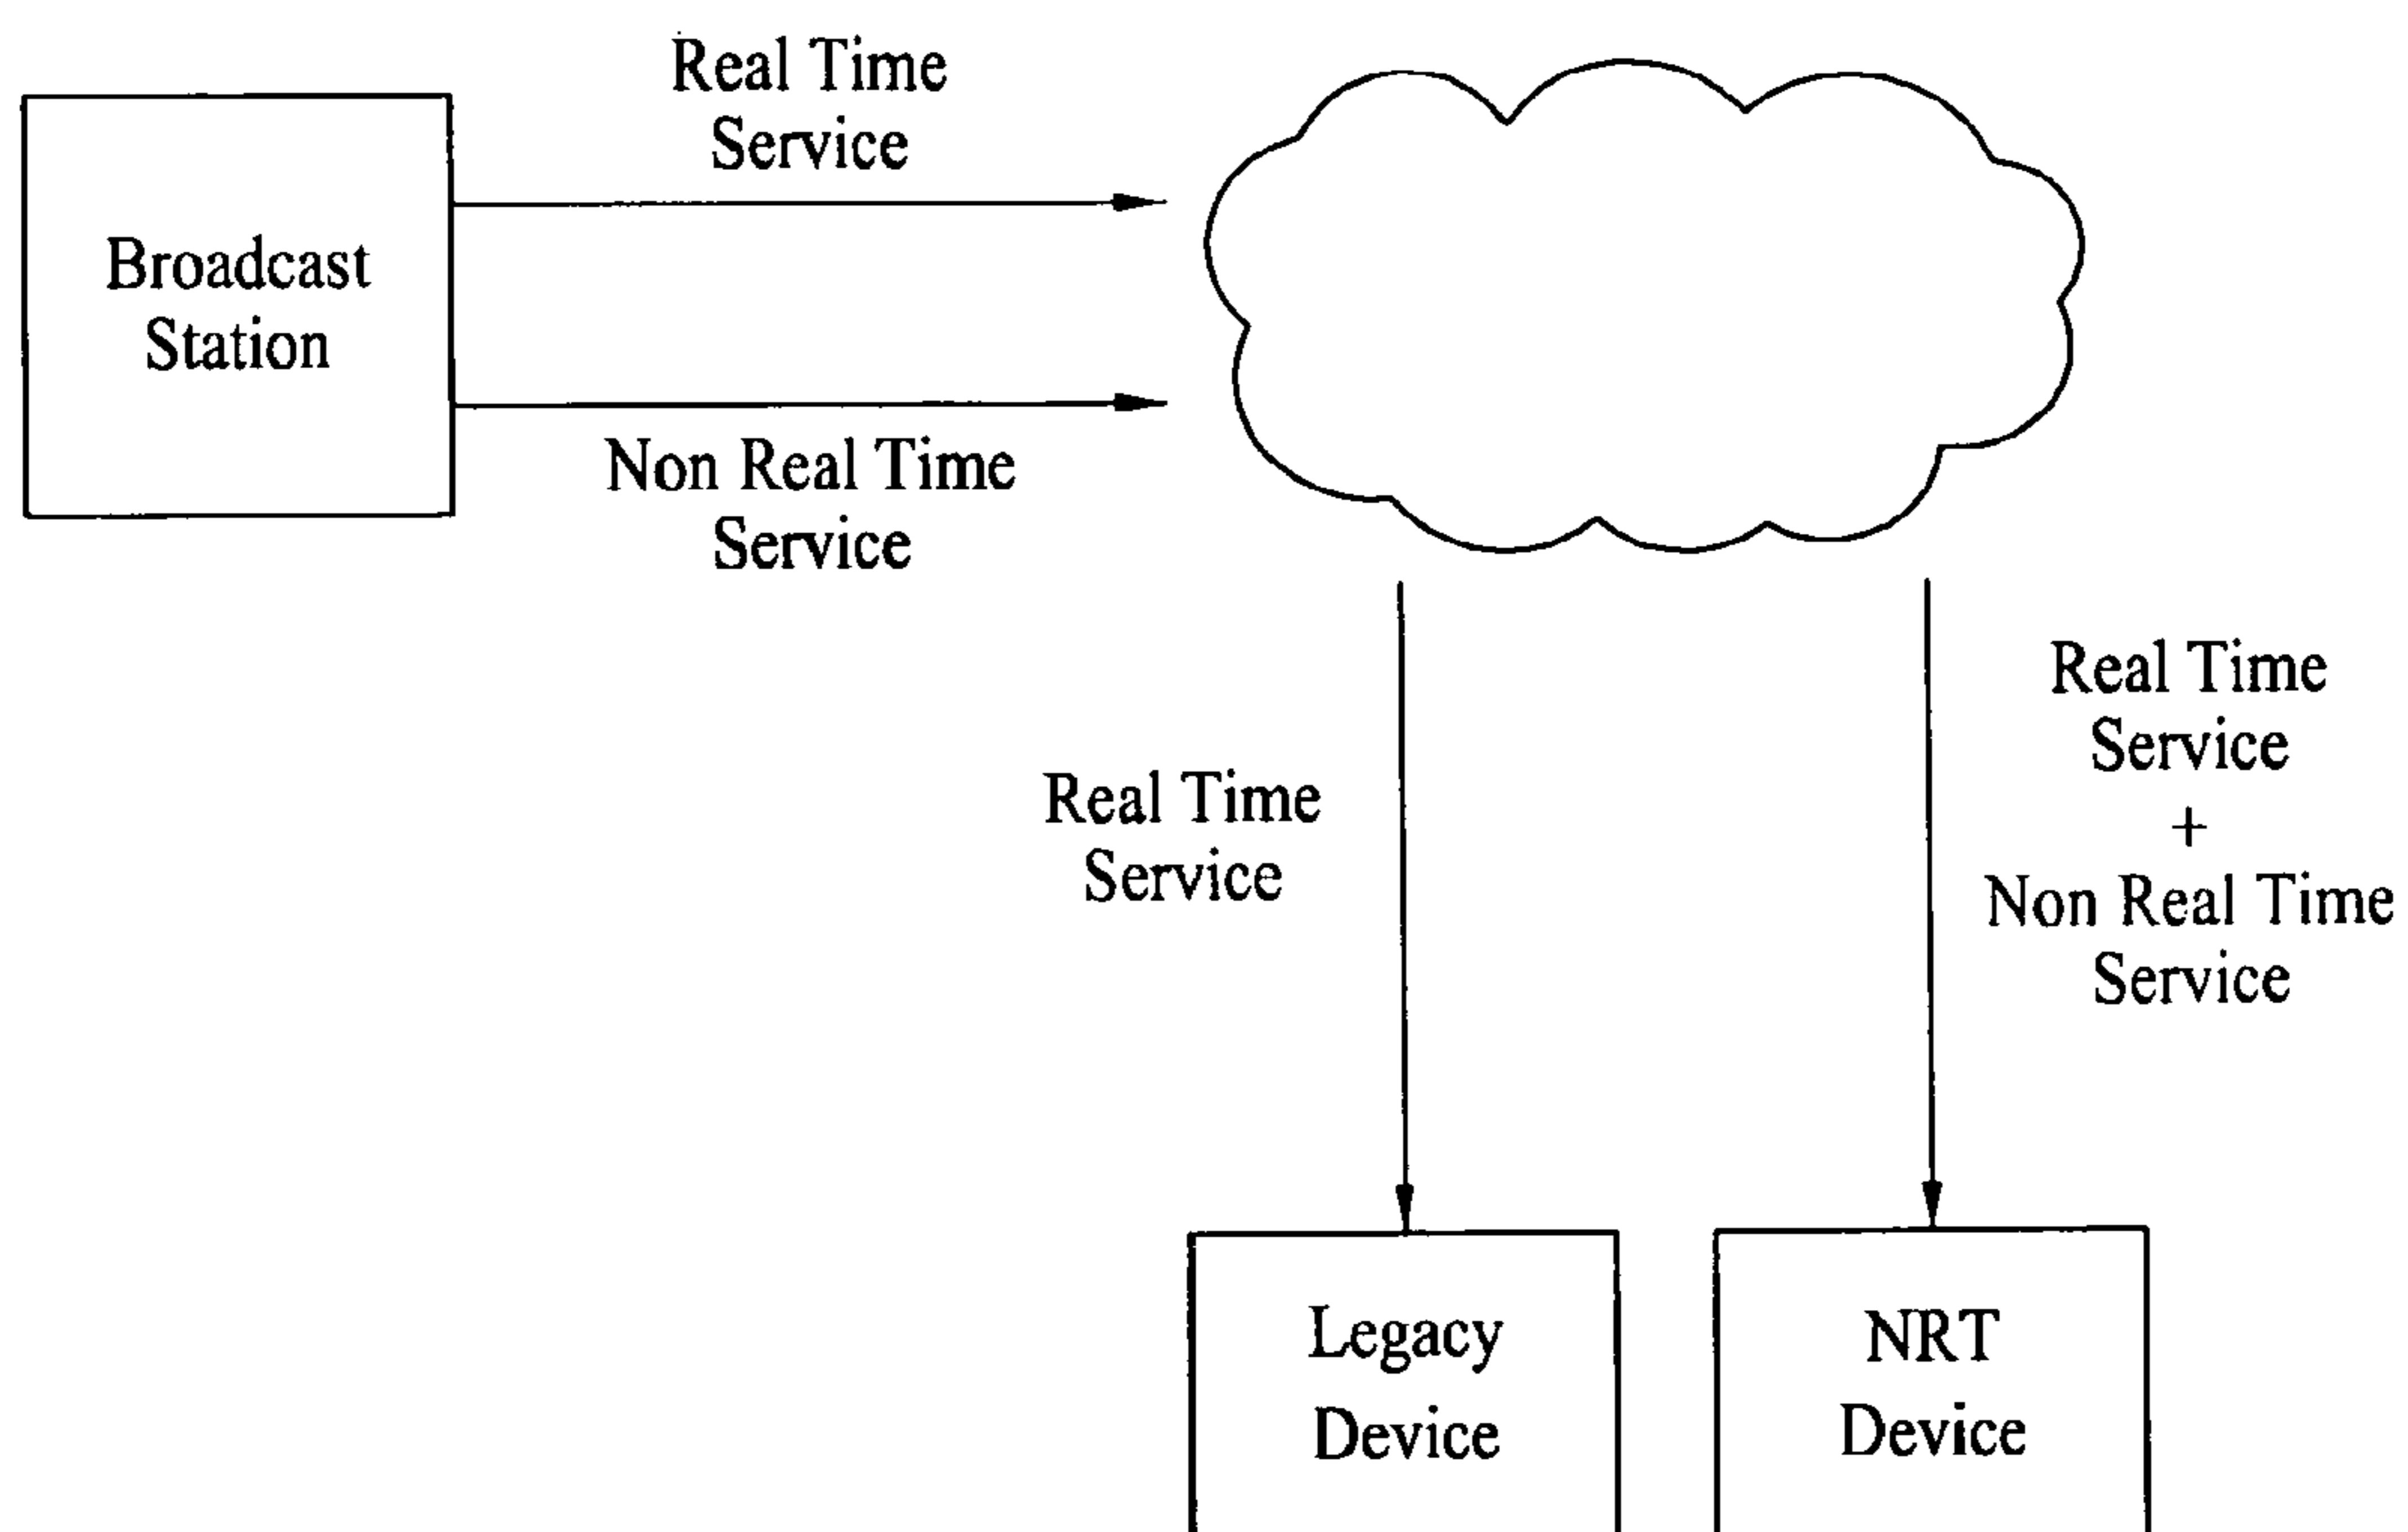 Real Time
Service
Broadcast
Station
Non Real Time
Service
Real Time
Service
Real Time
Service
+
Non Real Time
Service
Legacy
Device
NRT
Device